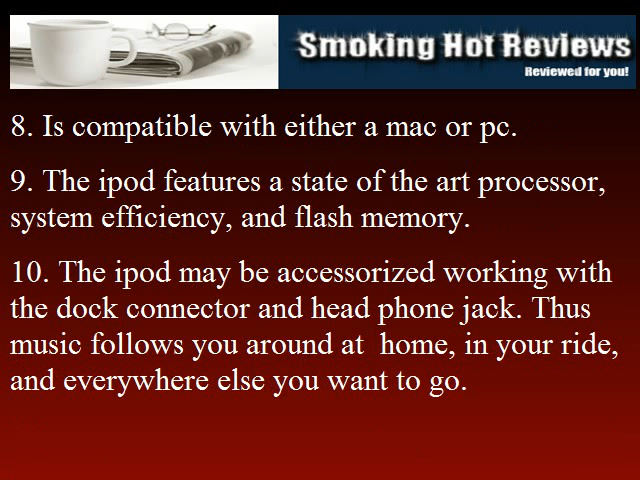 Smoking Hot Reviews
Reviewed for you!
8. Is compatible with either a mac or pc.
9. The ipod features a state of the art processor,
system efficiency, and flash memory.
10. The ipod may be accessorized working with
the dock connector and head phone jack. Thus
music follows you around at  home, in your ride,
and everywhere else you want to go.